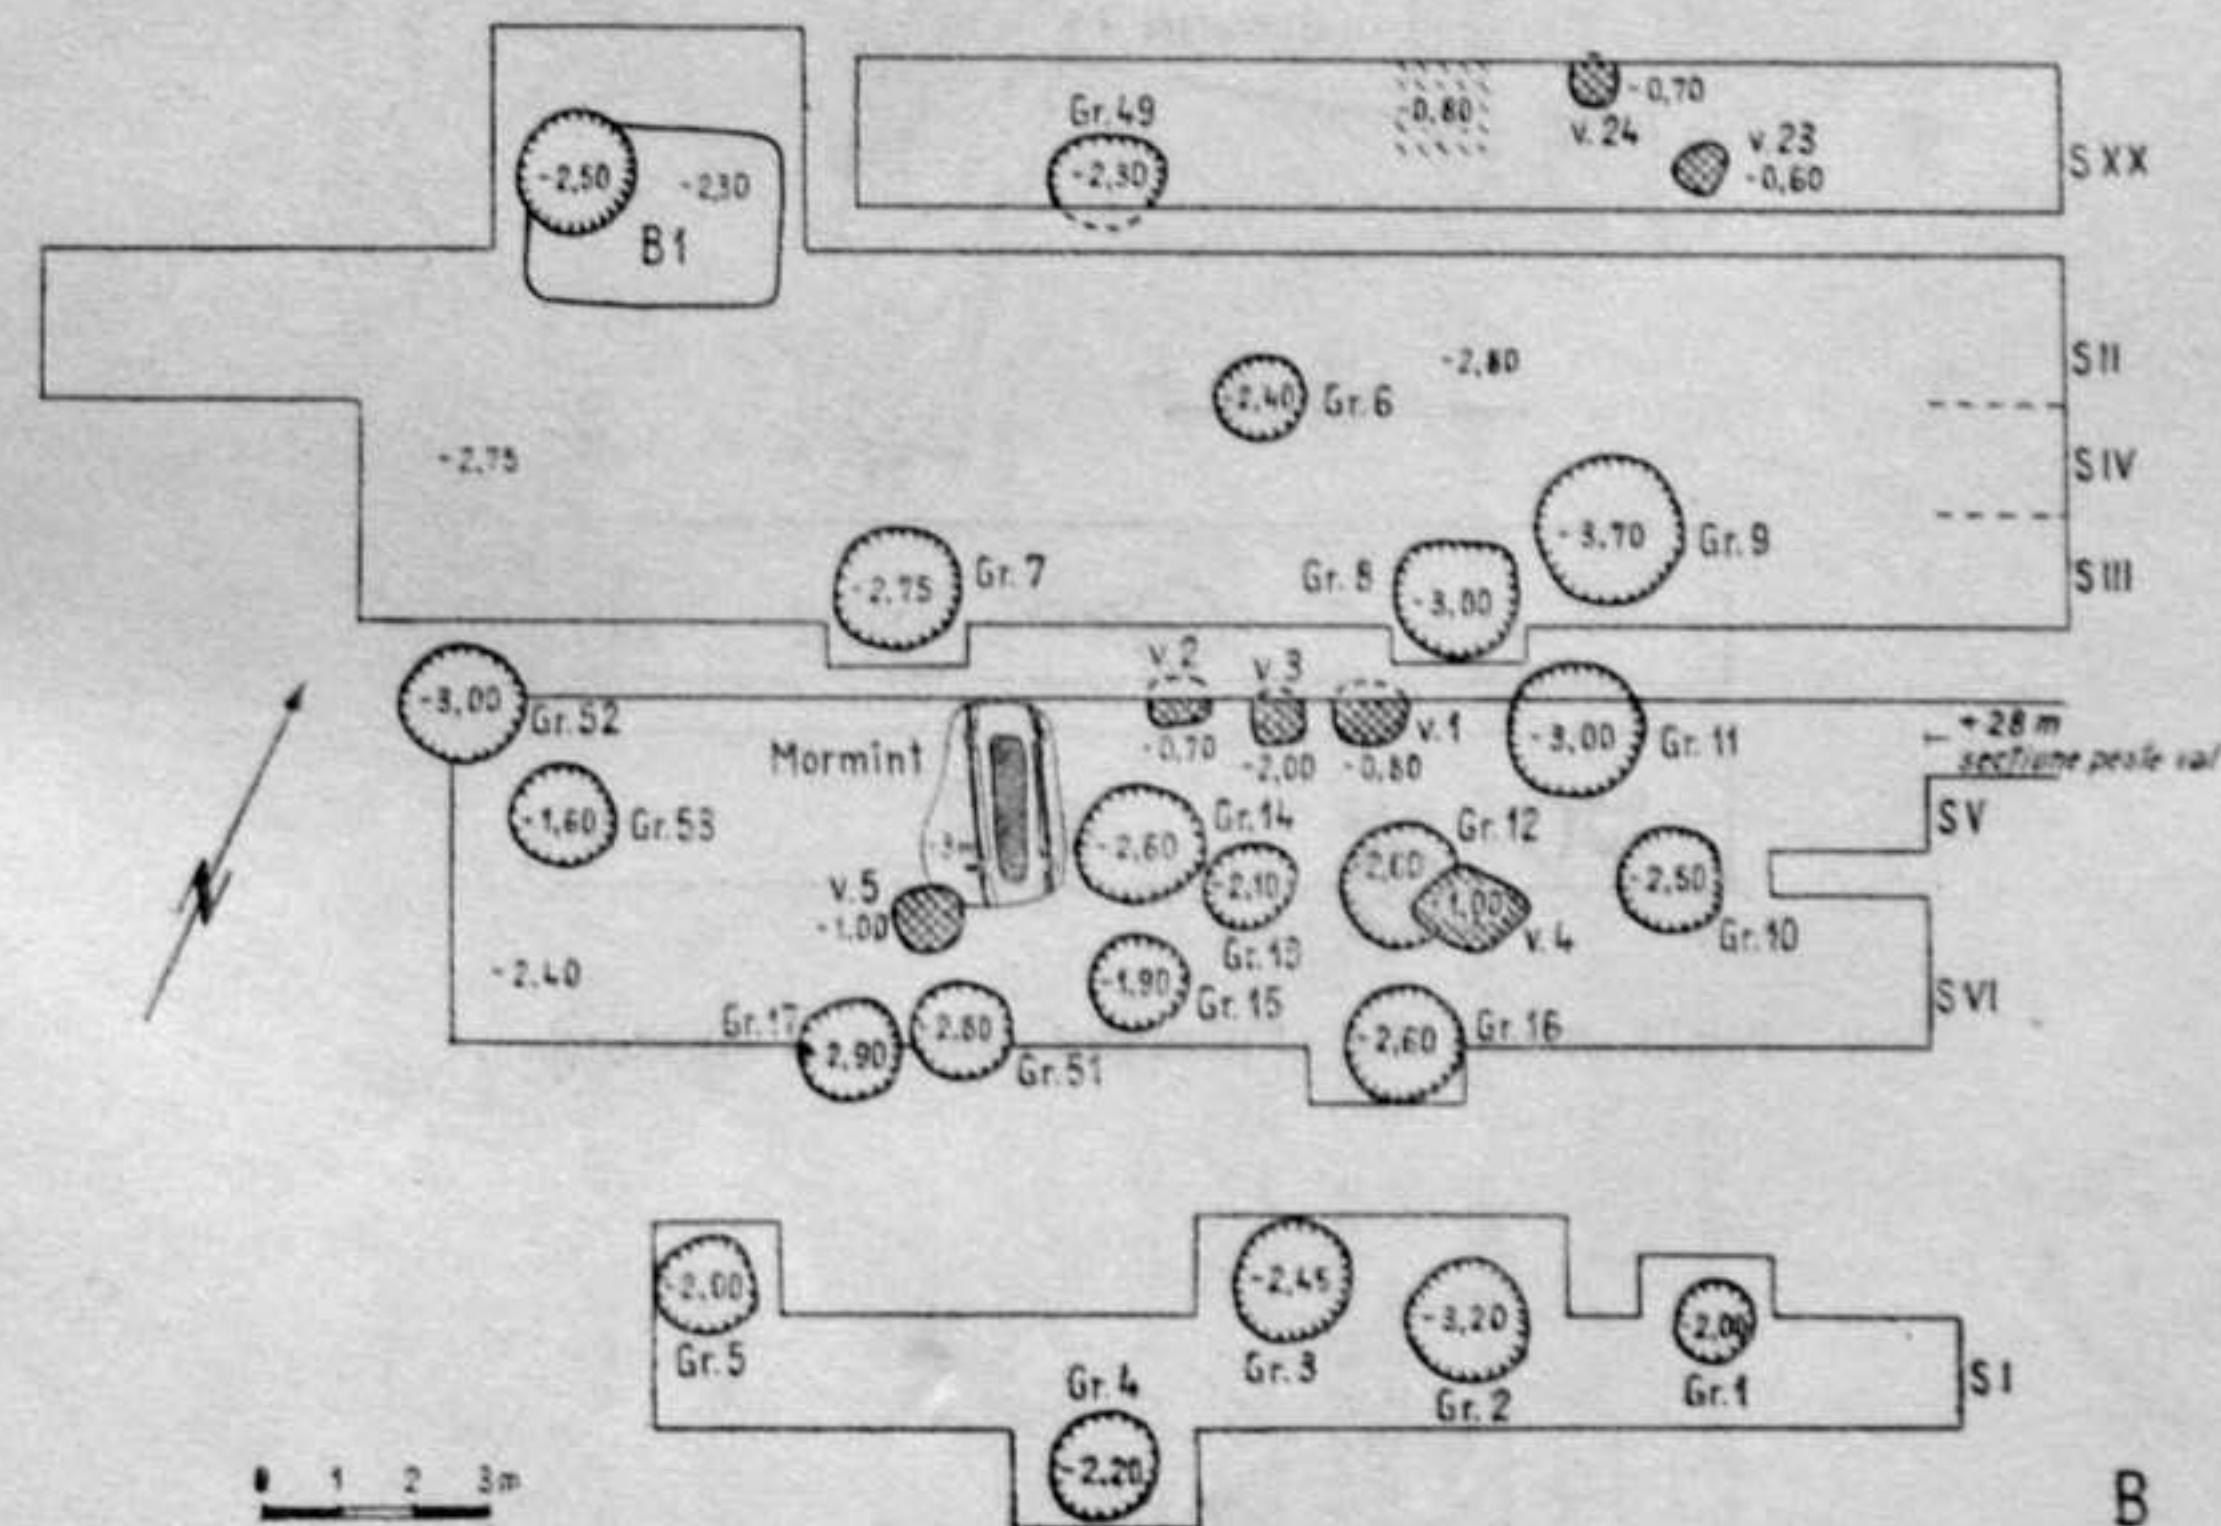 Gr. 49
-2,30
-0,80
-0,70
v. 24
v. 23
-0,60
S XX
-2,50
-2,30
B1
S II
-2,80
-2,40
Gr. 6
-2,75
S IV
-3,70
Gr. 9
-2,75
Gr. 7
Gr. 8
-3,00
S III
v. 2
v. 3
-3,00
Gr. 52
v. 1
-3,00
Gr. 11
+28 m
sectiune peste val
Mormint
-0,70
-2,00
-0,80
-1,60
Gr. 53
Gr. 14
-2,60
Gr. 12
S V
-3 m
-2,60
v. 5
-1,00
-2,10
-1,00
-2,50
Gr. 13
v. 4
Gr. 10
-2,40
-1,90
Gr. 15
S VI
Gr. 17
-2,90
Gr. 51
-2,60
Gr. 16
-2,00
Gr. 5
-2,45
Gr. 3
-3,20
Gr. 2
-2,00
Gr. 1
S I
Gr. 4
-2,20
0 1 2 3 m
B